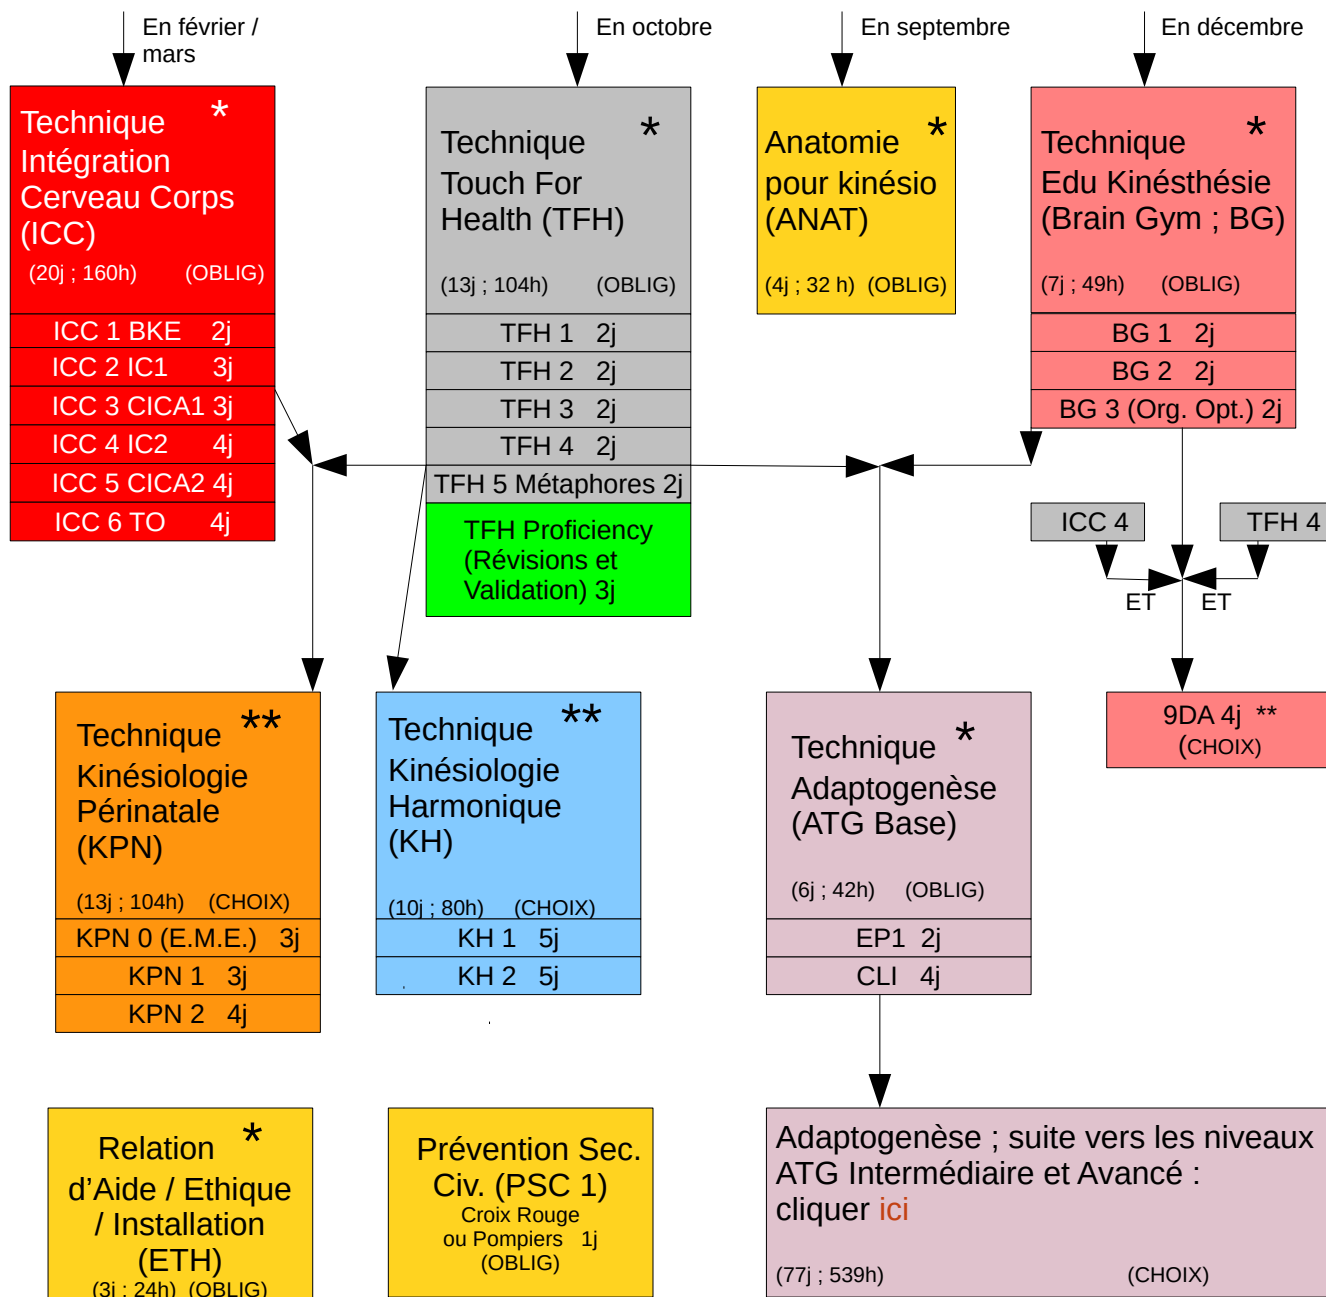 En février /
mars
En octobre
En septembre
En décembre
Technique *
Intégration
Cerveau Corps
(ICC)
(20j ; 160h) (OBLIG)
ICC 1 BKE 2j
ICC 2 IC1 3j
ICC 3 CICA1 3j
ICC 4 IC2 4j
ICC 5 CICA2 4j
ICC 6 TO 4j
Technique *
Touch For
Health (TFH)
(13j ; 104h) (OBLIG)
TFH 1 2j
TFH 2 2j
TFH 3 2j
TFH 4 2j
TFH 5 Métaphores 2j
TFH Proficiency
(Révisions et
Validation) 3j
Anatomie *
pour kinésio
(ANAT)
(4j ; 32 h) (OBLIG)
Technique *
Edu Kinésthésie
(Brain Gym ; BG)
(7j ; 49h) (OBLIG)
BG 1 2j
BG 2 2j
BG 3 (Org. Opt.) 2j
ICC 4
TFH 4
ET ET
9DA 4j **
(CHOIX)
Technique **
Kinésiologie
Périnatale
(KPN)
(13j ; 104h) (CHOIX)
KPN 0 (E.M.E.) 3j
KPN 1 3j
KPN 2 4j
Technique **
Kinésiologie
Harmonique
(KH)
(10j ; 80h) (CHOIX)
KH 1 5j
KH 2 5j
Technique *
Adaptogenèse
(ATG Base)
(6j ; 42h) (OBLIG)
EP1 2j
CLI 4j
Relation *
d'Aide / Ethique
/ Installation
(ETH)
(3j ; 24h) (OBLIG)
Prévention Sec.
Civ. (PSC 1)
Croix Rouge
ou Pompiers 1j
(OBLIG)
Adaptogenèse ; suite vers les niveaux
ATG Intermédiaire et Avancé :
cliquer ici
(77j ; 539h) (CHOIX)